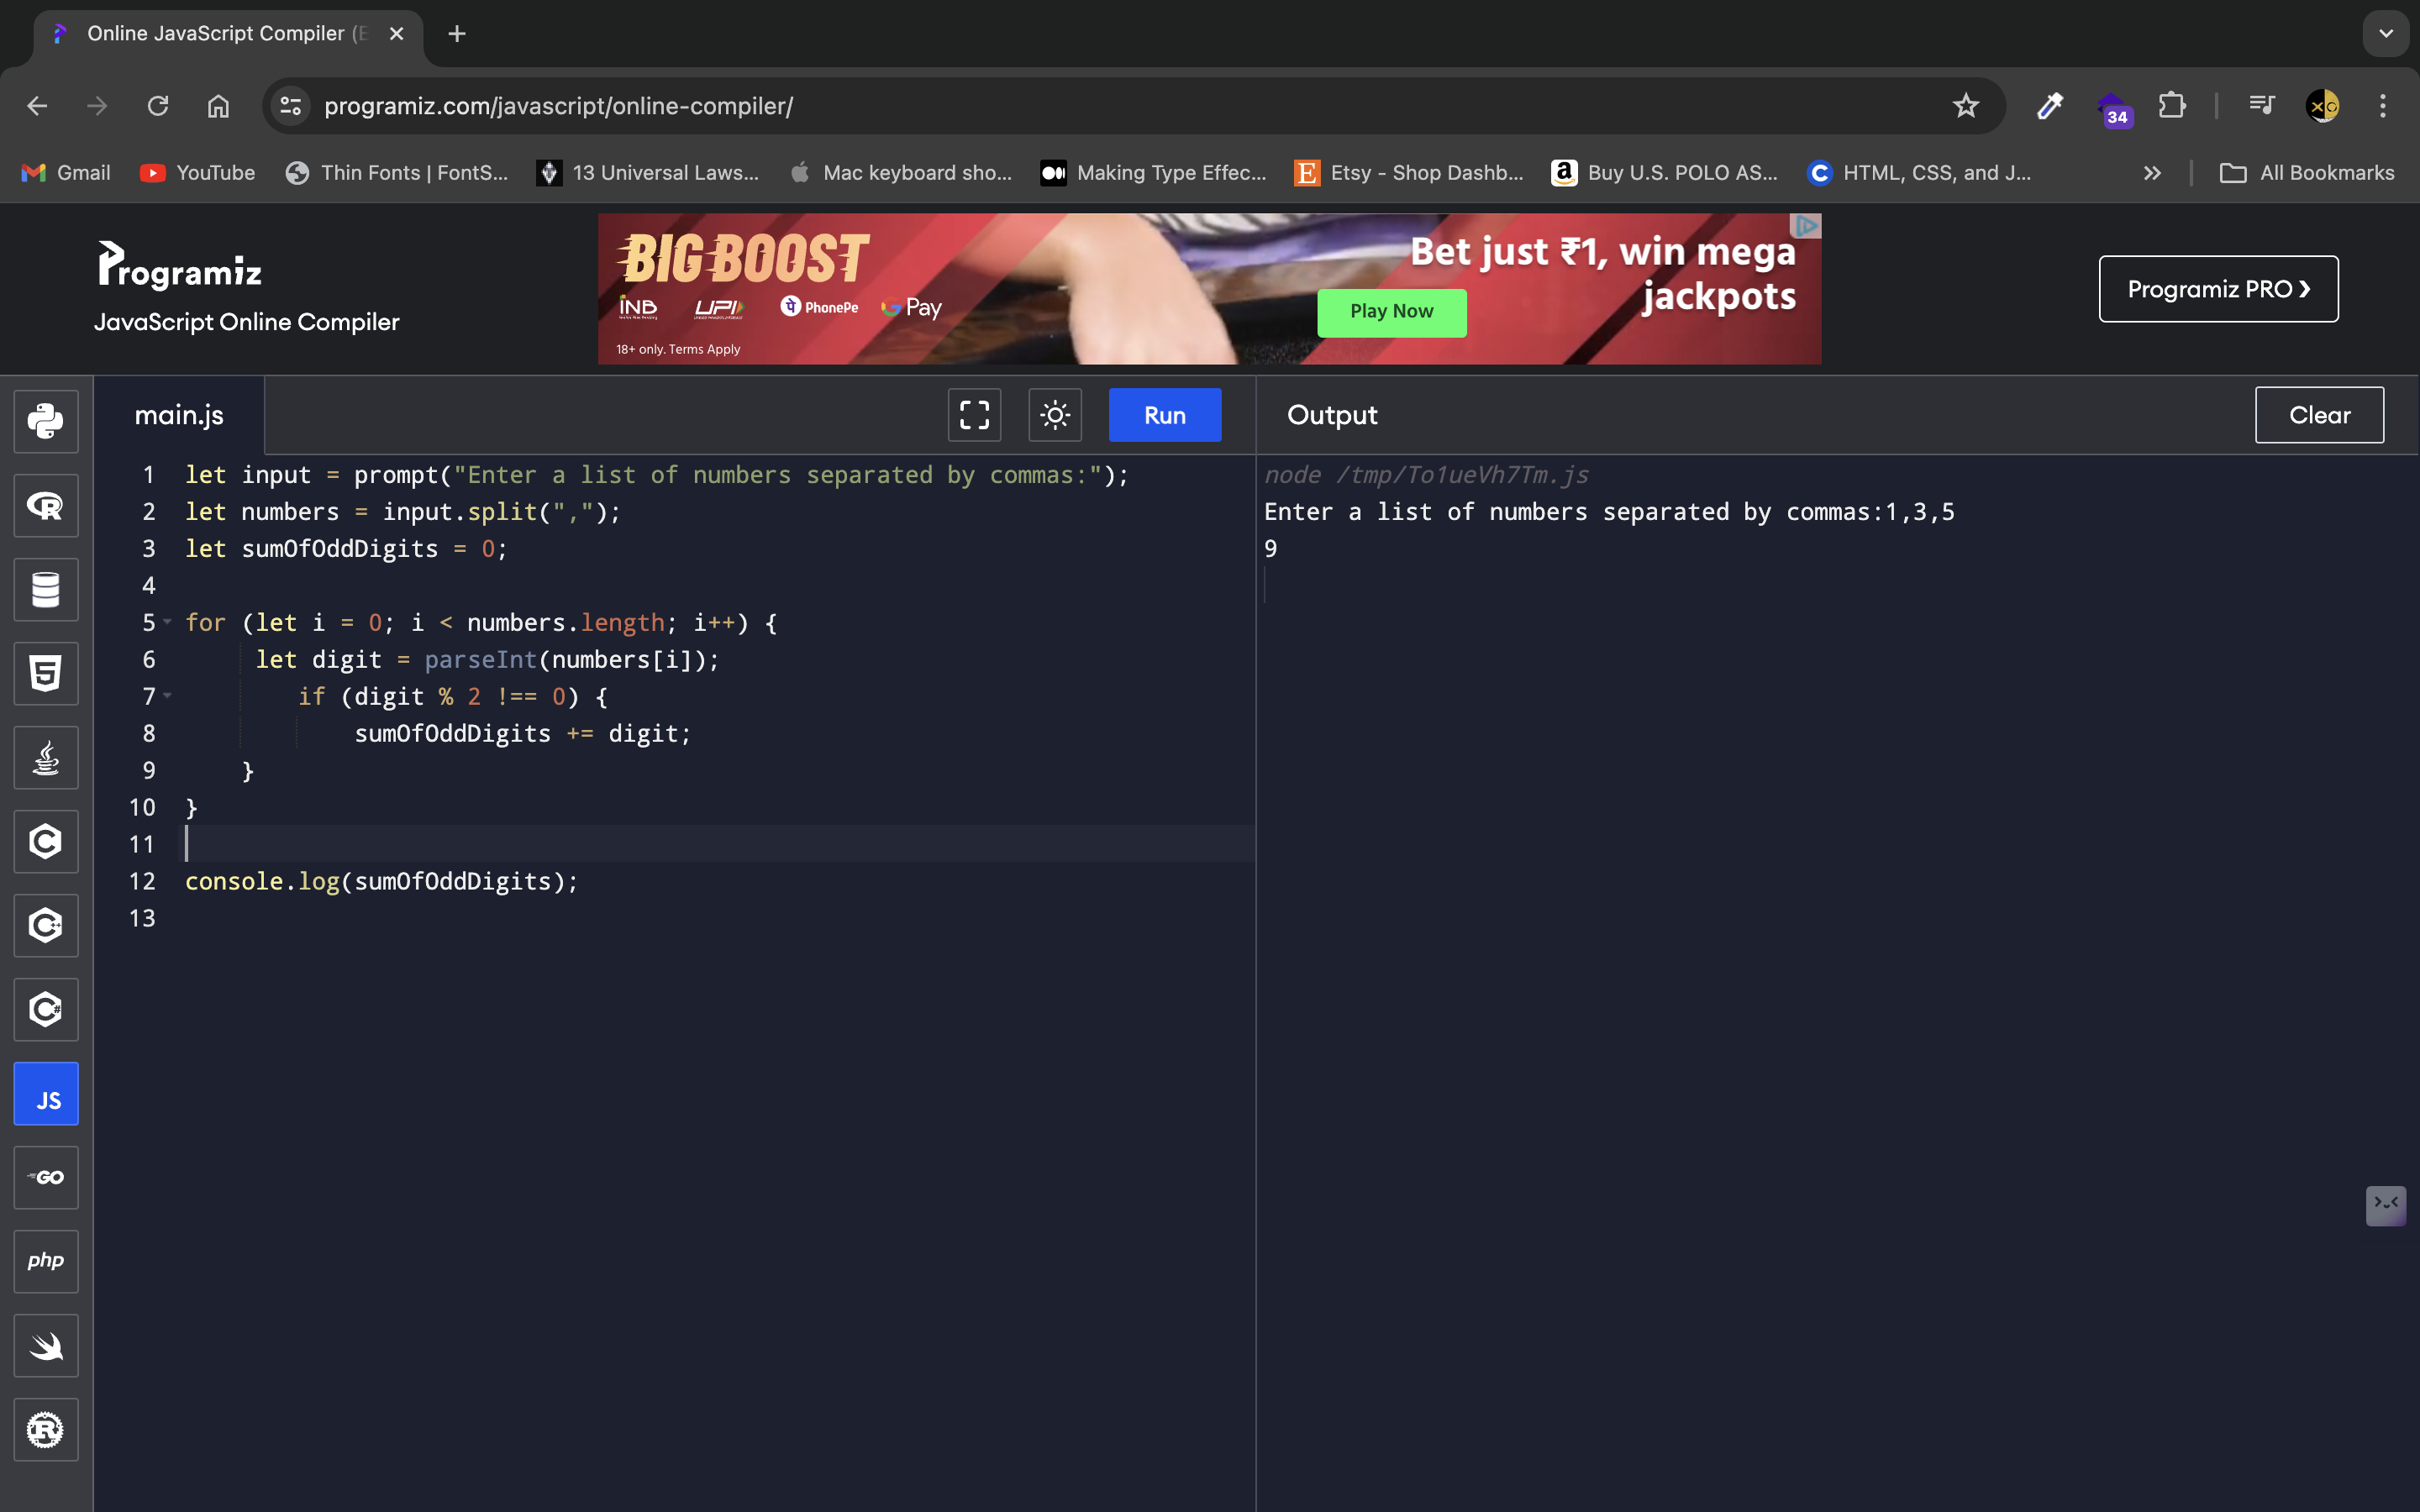 Online JavaScript Compiler (E
programiz.com/javascript/online-compiler/
34
Gmail
YouTube
Thin Fonts | FontS...
13 Universal Laws...
Mac keyboard sho...
Making Type Effec...
Etsy - Shop Dashb...
Buy U.S. POLO AS...
HTML, CSS, and J...
All Bookmarks
Programiz
JavaScript Online Compiler
BIG BOOST
INB
UPI
PhonePe
G Pay
18+ only. Terms Apply
Bet just ₹1, win mega
jackpots
Play Now
Programiz PRO ❯
main.js
Run
Output
Clear
1 let input = prompt("Enter a list of numbers separated by commas:");
2 let numbers = input.split(",");
3 let sumOfOddDigits = 0;
4
5 for (let i = 0; i < numbers.length; i++) {
6 let digit = parseInt(numbers[i]);
7 if (digit % 2 !== 0) {
8 sumOfOddDigits += digit;
9 }
10 }
11
12 console.log(sumOfOddDigits);
13
node /tmp/To1ueVh7Tm.js
Enter a list of numbers separated by commas:1,3,5
9
JS
GO
php